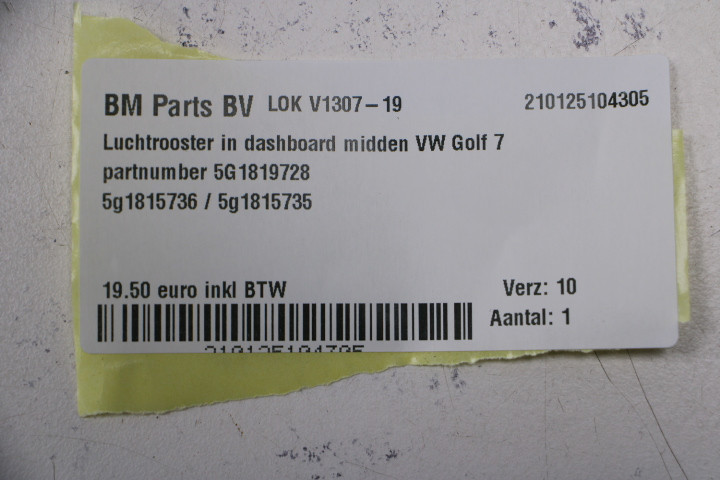 BM Parts BV LOK V1307-19 210125104305
Luchtrooster in dashboard midden VW Golf 7
partnumber 5G1819728
5g1815736 / 5g1815735
19.50 euro inkl BTW Verz: 10
Aantal: 1
210125104305